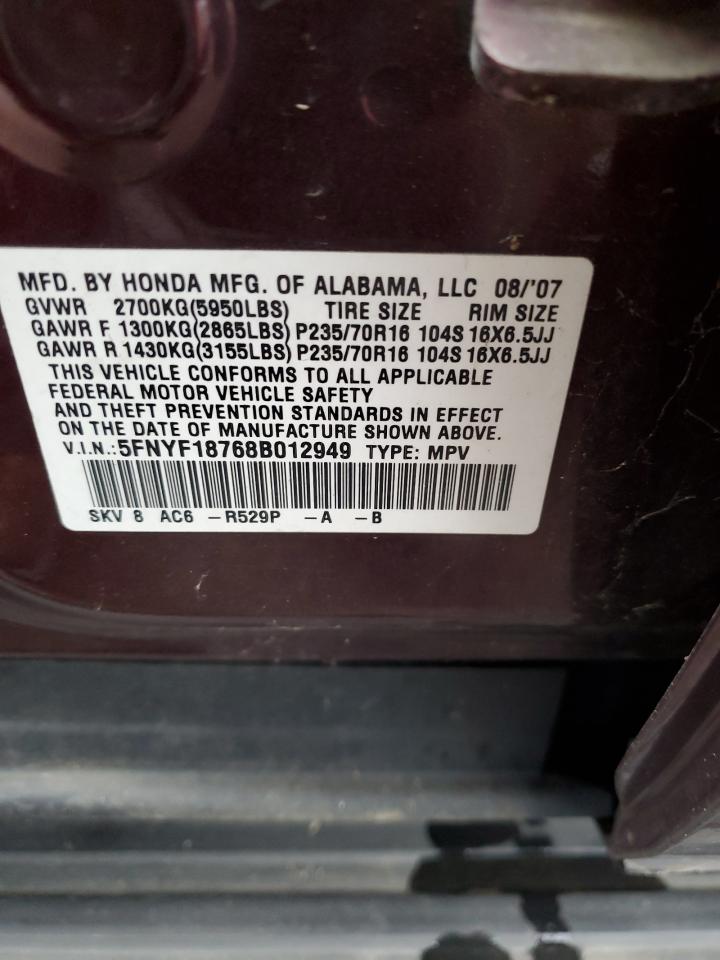 MFD. BY HONDA MFG. OF ALABAMA, LLC 08/'07
GVWR 2700KG(5950LBS) TIRE SIZE RIM SIZE
GAWR F 1300KG(2865LBS) P235/70R16 104S 16X6.5JJ
GAWR R 1430KG(3155LBS) P235/70R16 104S 16X6.5JJ
THIS VEHICLE CONFORMS TO ALL APPLICABLE
FEDERAL MOTOR VEHICLE SAFETY
AND THEFT PREVENTION STANDARDS IN EFFECT
ON THE DATE OF MANUFACTURE SHOWN ABOVE.
V.I.N.:5FNYF18768B012949 TYPE: MPV
SKV 8 AC6 -R529P -A -B